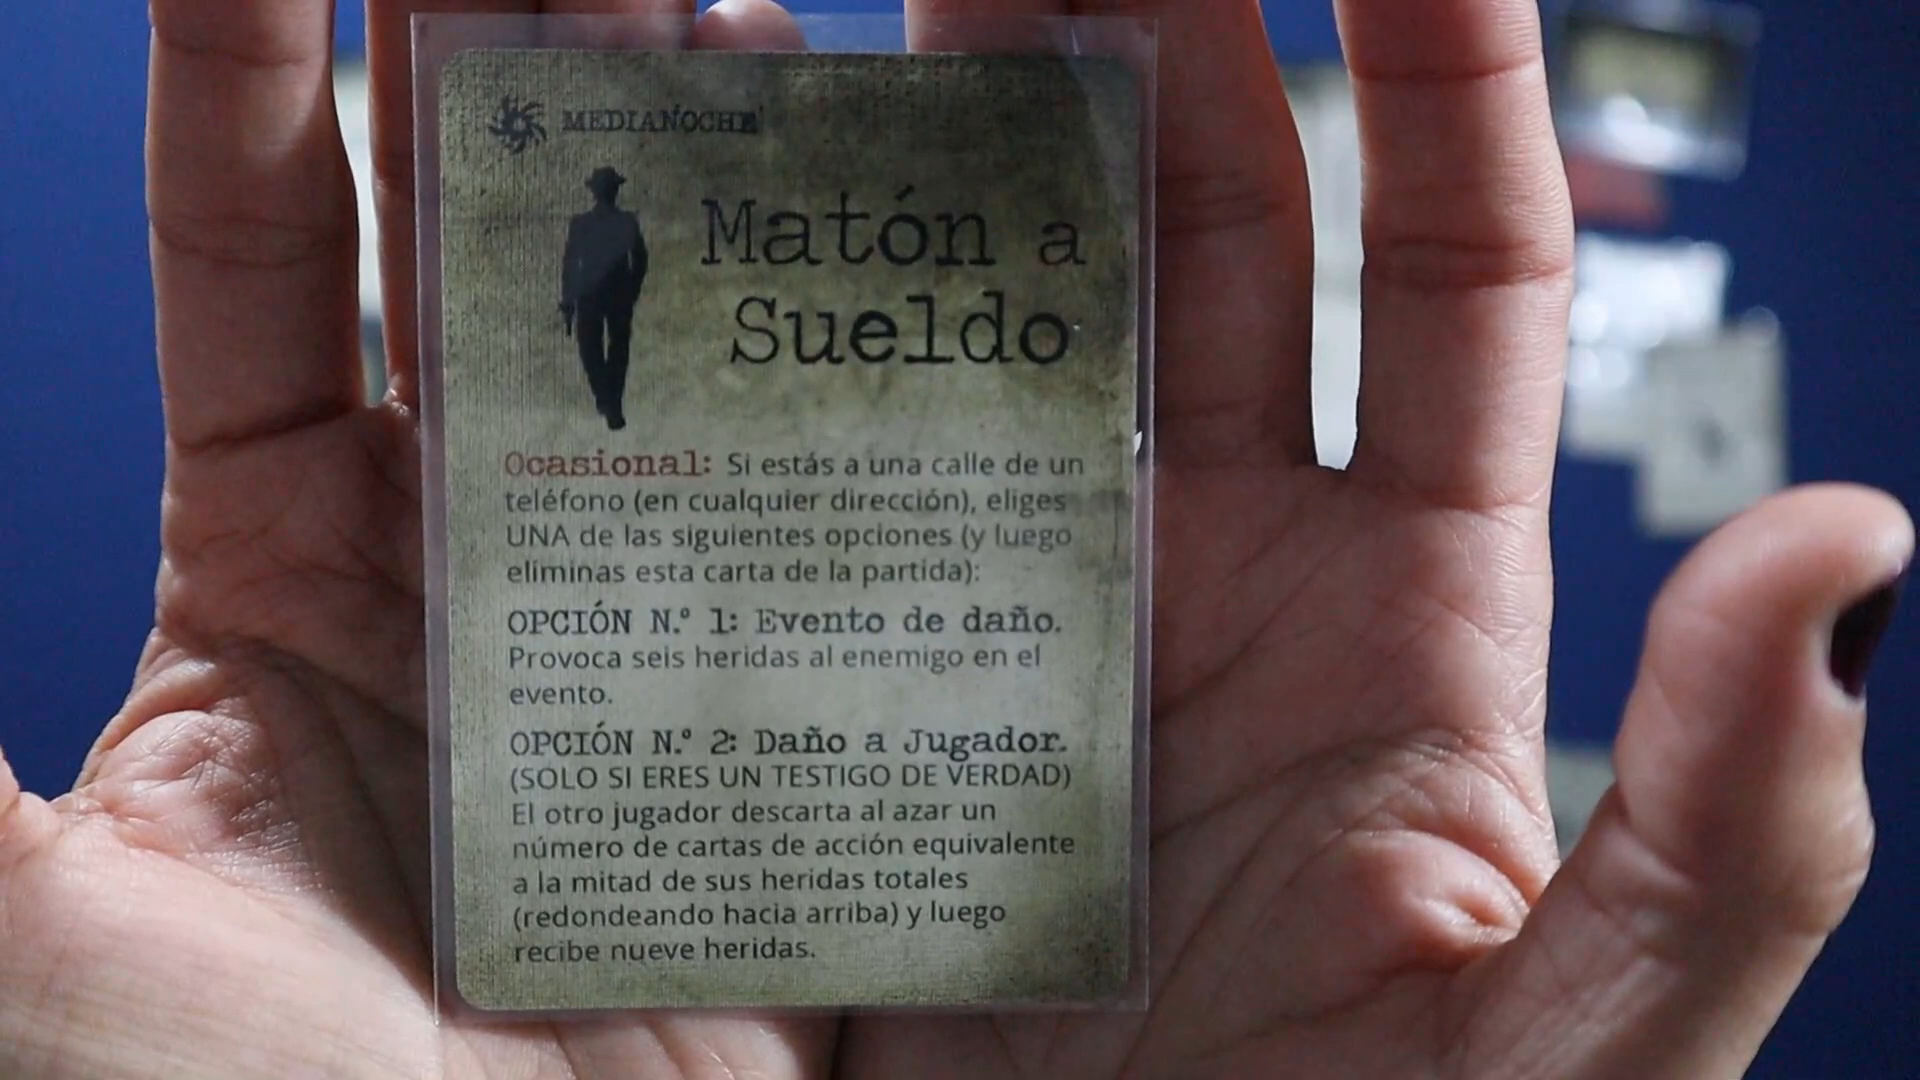 MEDIANOCHE
Matón a
Sueldo
Ocasional: Si estás a una calle de un
teléfono (en cualquier dirección), eliges
UNA de las siguientes opciones (y luego
eliminas esta carta de la partida):
OPCIÓN N.º 1: Evento de daño.
Provoca seis heridas al enemigo en el
evento.
OPCIÓN N.º 2: Daño a Jugador.
(SOLO SI ERES UN TESTIGO DE VERDAD)
El otro jugador descarta al azar un
número de cartas de acción equivalente
a la mitad de sus heridas totales
(redondeando hacia arriba) y luego
recibe nueve heridas.